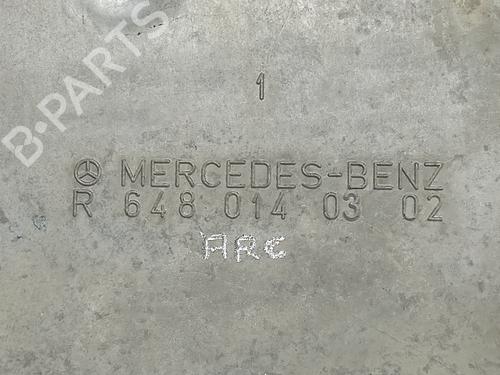 B-PARTS
1
MERCEDES-BENZ
R 648 014 03 02
ARC